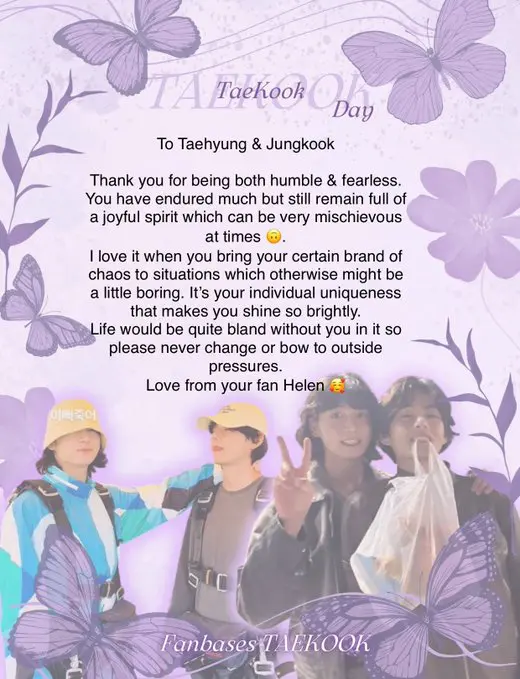 TAEKOOK
TaeKook
Day
To Taehyung & Jungkook
Thank you for being both humble & fearless.
You have endured much but still remain full of
a joyful spirit which can be very mischievous
at times 🙃.
I love it when you bring your certain brand of
chaos to situations which otherwise might be
a little boring. It’s your individual uniqueness
that makes you shine so brightly.
Life would be quite bland without you in it so
please never change or bow to outside
pressures.
Love from your fan Helen 🥰
이빠죽어
Fanbases TAEKOOK